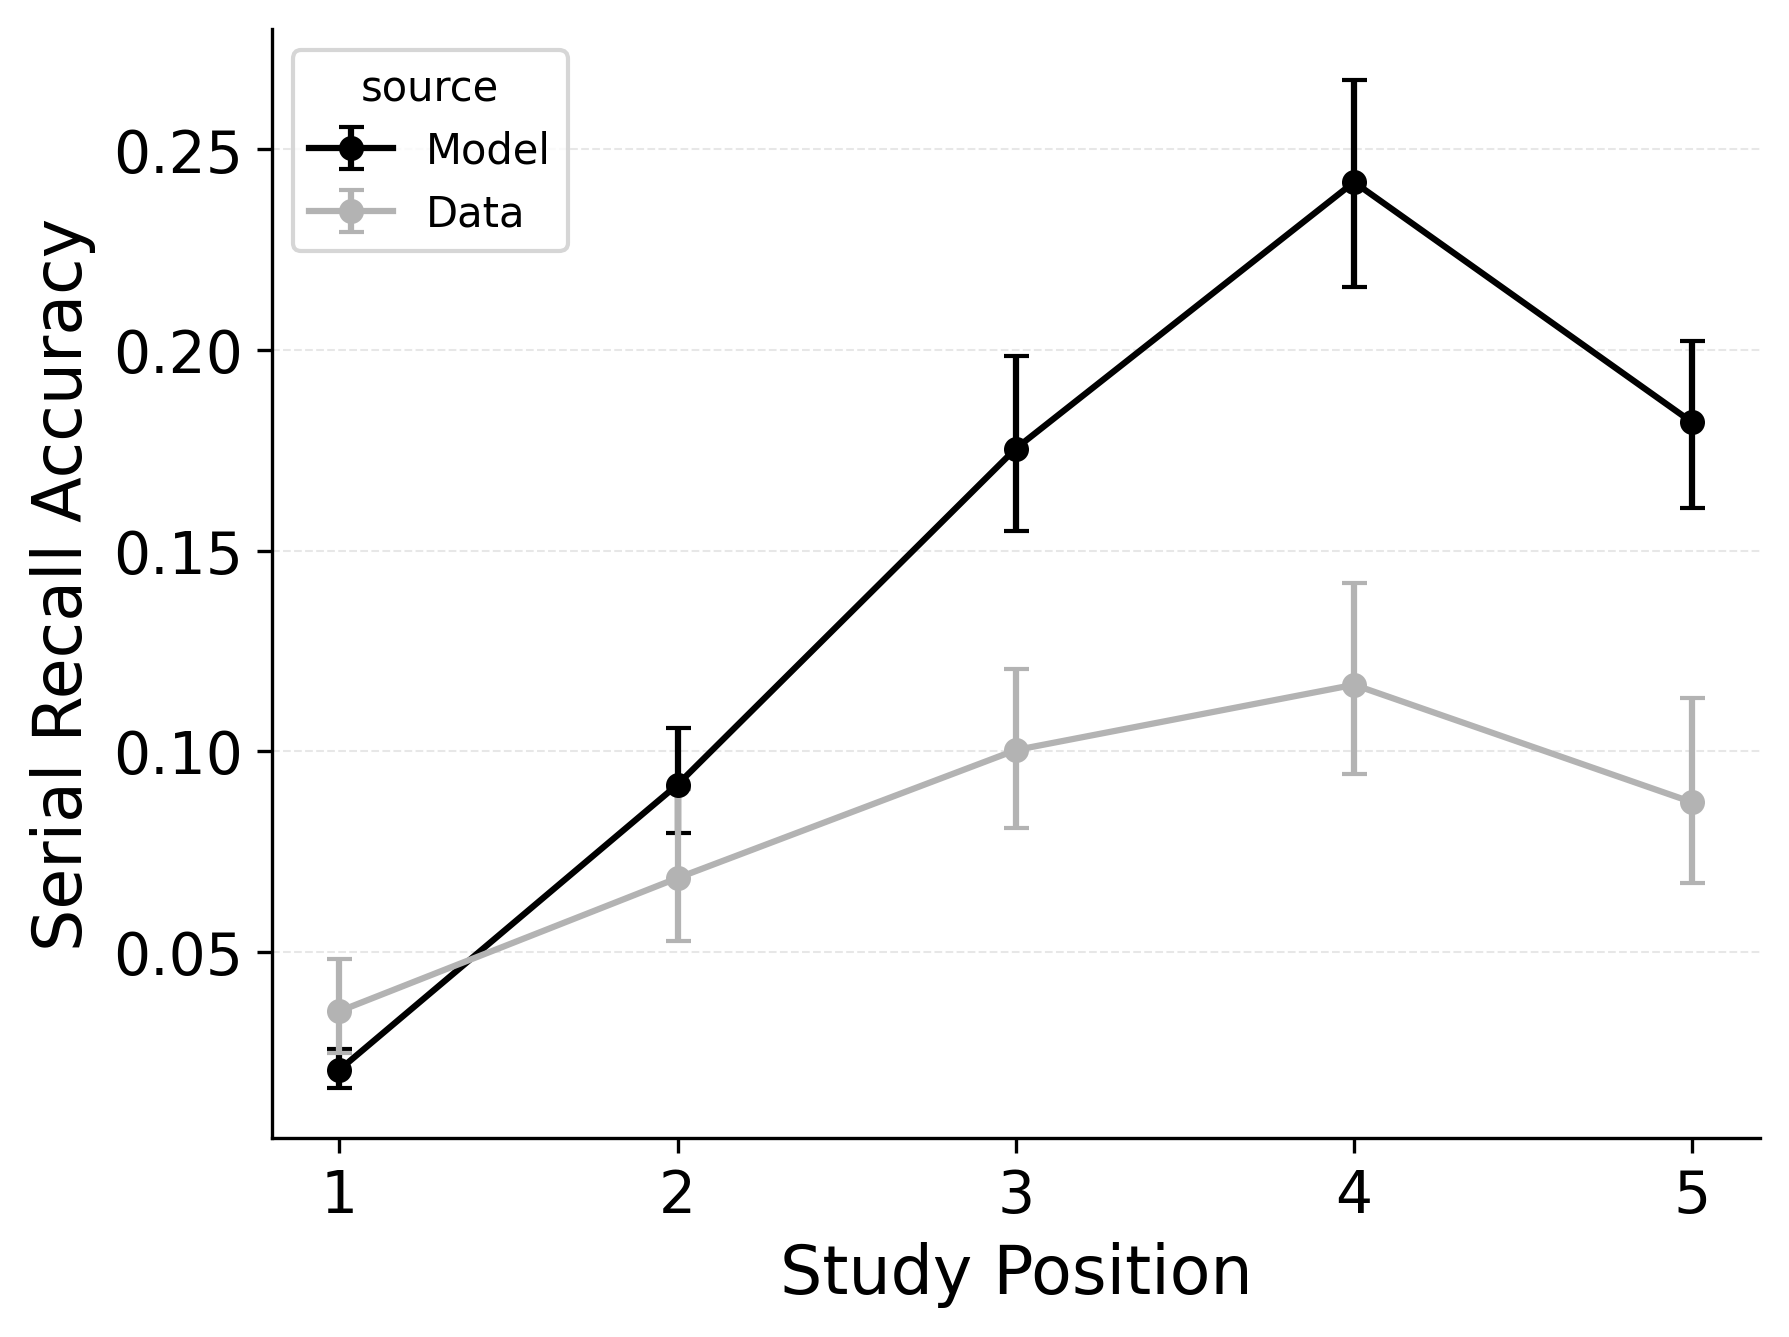 source
Model
Data
0.25
0.20
0.15
0.10
0.05
Serial Recall Accuracy
1 2 3 4 5
Study Position